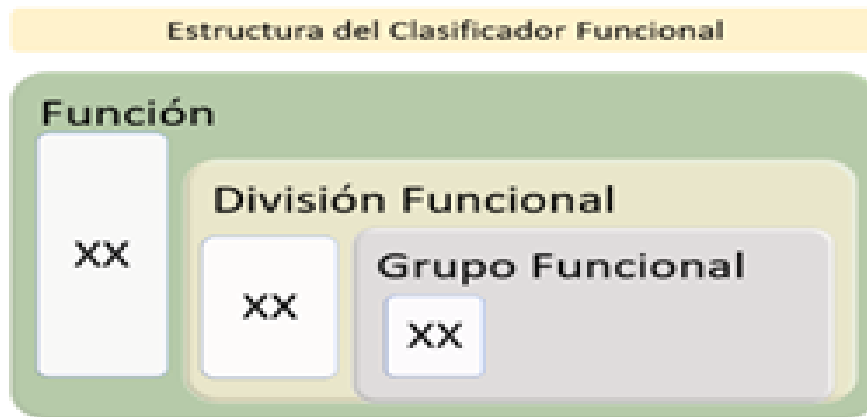 Estructura del Clasificador Funcional
Función
XX
División Funcional
XX
Grupo Funcional
XX